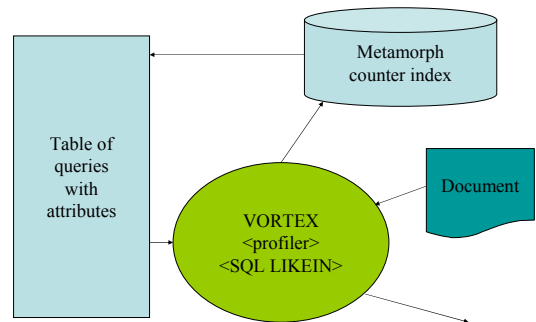 Metamorph
counter index
Table of
queries
with
attributes
Document
VORTEX
<profiler>
<SQL LIKEIN>